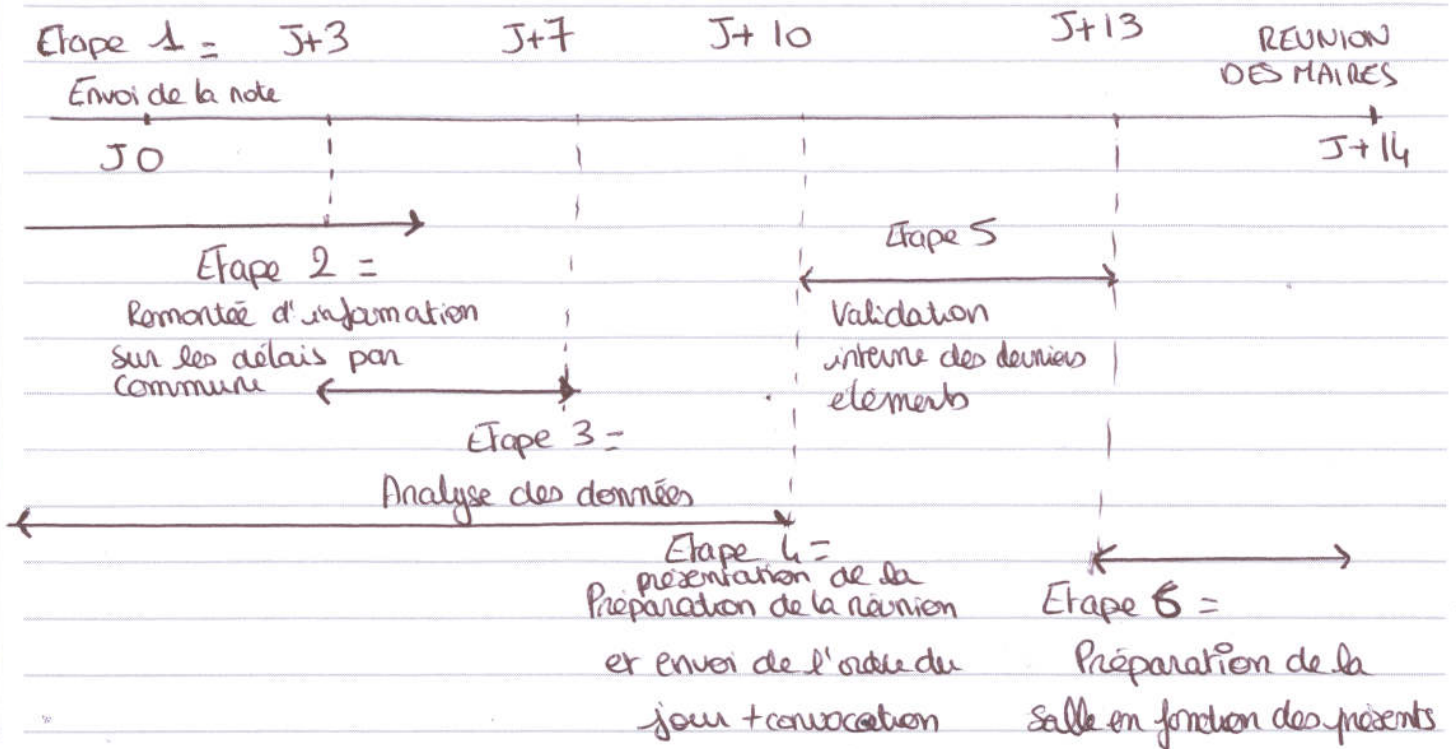 Etape 1 = J+3 J+7 J+10 J+13 REUNION
DES MAIRES
Envoi de la note
J0 J+14
Etape 5
Etape 2 =
Remontée d'information
sur les délais par
commune
Validation
interne des derniers
elements
Etape 3 =
Analyse des données
Etape 4 =
présentation de la
Préparation de la réunion
et envoi de l'ordre du
jour + convocation
Etape 6 =
Préparation de la
salle en fonction des présents